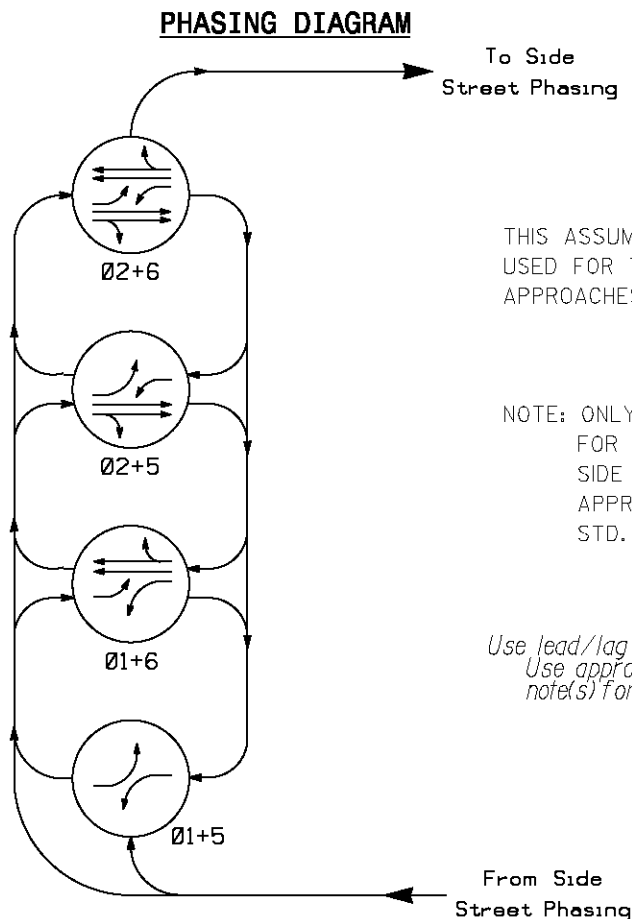 PHASING DIAGRAM
To Side
Street Phasing
Ø2+6
THIS ASSUM
USED FOR T
APPROACHES
Ø2+5
NOTE: ONLY
FOR
SIDE
APPR
STD.
Ø1+6
Use lead/lag
Use appro
note(s) for
Ø1+5
From Side
Street Phasing